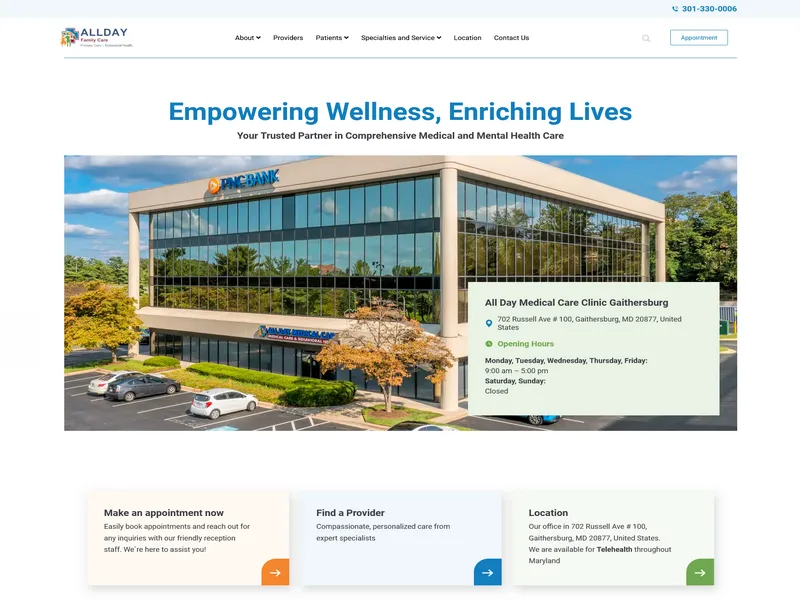 301-330-0006
ALLDAY
Family Care
Primary Care | Behavioral Health
About
Providers
Patients
Specialties and Service
Location
Contact Us
Appointment
Empowering Wellness, Enriching Lives
Your Trusted Partner in Comprehensive Medical and Mental Health Care
PNC BANK
ALL DAY MEDICAL CARE
All Day Medical Care Clinic Gaithersburg
702 Russell Ave # 100, Gaithersburg, MD 20877, United
States
Opening Hours
Monday, Tuesday, Wednesday, Thursday, Friday:
9:00 am – 5:00 pm
Saturday, Sunday:
Closed
Make an appointment now
Easily book appointments and reach out for
any inquiries with our friendly reception
staff. We're here to assist you!
Find a Provider
Compassionate, personalized care from
expert specialists
Location
Our office in 702 Russell Ave # 100,
Gaithersburg, MD 20877, United States.
We are available for Telehealth throughout
Maryland